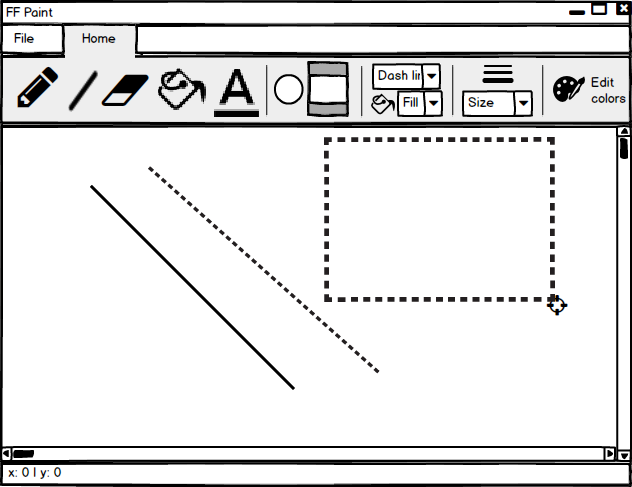 FF Paint
File
Home
A
Dash lin
Fill
Size
Edit
colors
x: 0 | y: 0